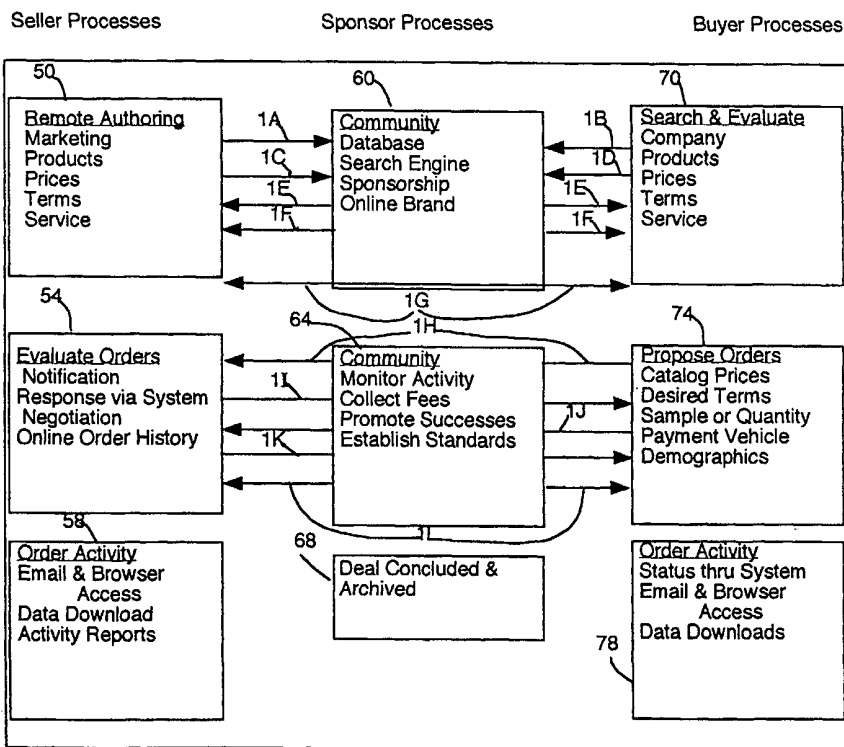 Seller Processes
Sponsor Processes
Buyer Processes
50
60
70
Remote Authoring
Marketing
Products
Prices
Terms
Service
1A
1C
1E
1F
Community
Database
Search Engine
Sponsorship
Online Brand
1B
1D
1E
1F
Search & Evaluate
Company
Products
Prices
Terms
Service
1G
1H
54
64
74
Evaluate Orders
Notification
Response via System
Negotiation
Online Order History
1I
1K
Community
Monitor Activity
Collect Fees
Promote Successes
Establish Standards
1J
Propose Orders
Catalog Prices
Desired Terms
Sample or Quantity
Payment Vehicle
Demographics
58
68
78
Order Activity
Email & Browser
Access
Data Download
Activity Reports
Deal Concluded &
Archived
Order Activity
Status thru System
Email & Browser
Access
Data Downloads